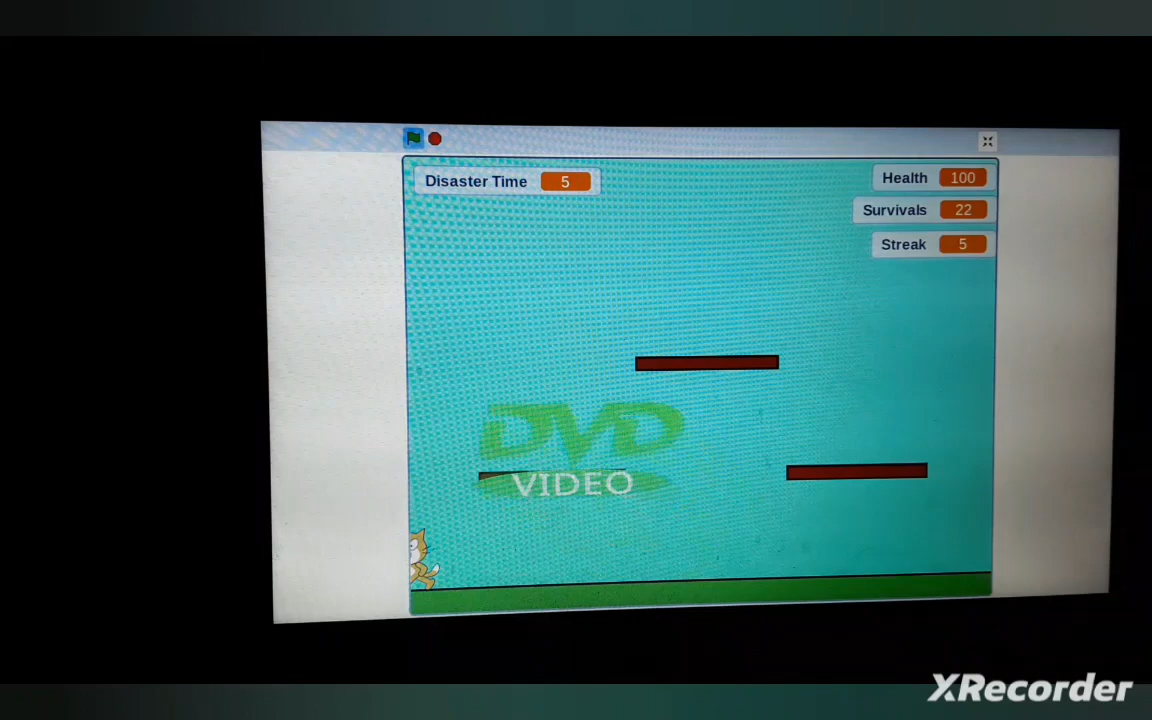 Disaster Time 5
Health 100
Survivals 22
Streak 5
DVD
VIDEO
XRecorder